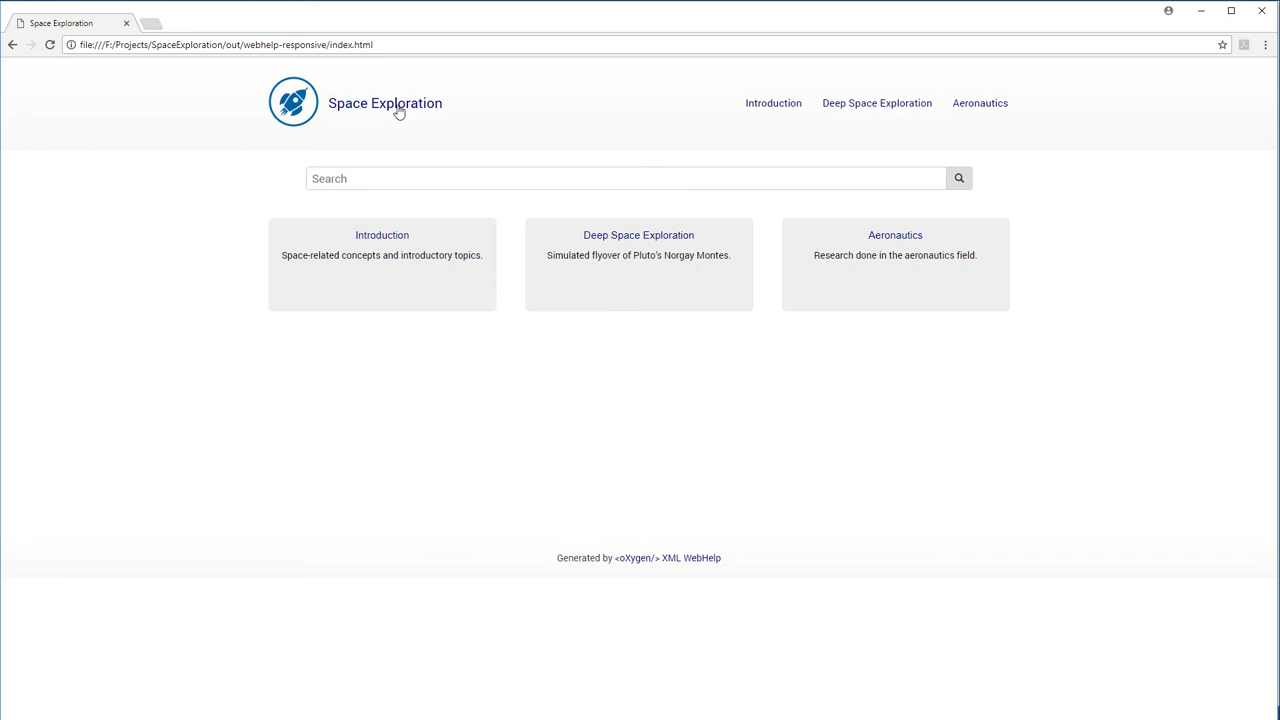 Space Exploration
file:///F:/Projects/SpaceExploration/out/webhelp-responsive/index.html
Space Exploration
Introduction Deep Space Exploration Aeronautics
Search
Introduction
Space-related concepts and introductory topics.
Deep Space Exploration
Simulated flyover of Pluto's Norgay Montes.
Aeronautics
Research done in the aeronautics field.
Generated by <oXygen/> XML WebHelp